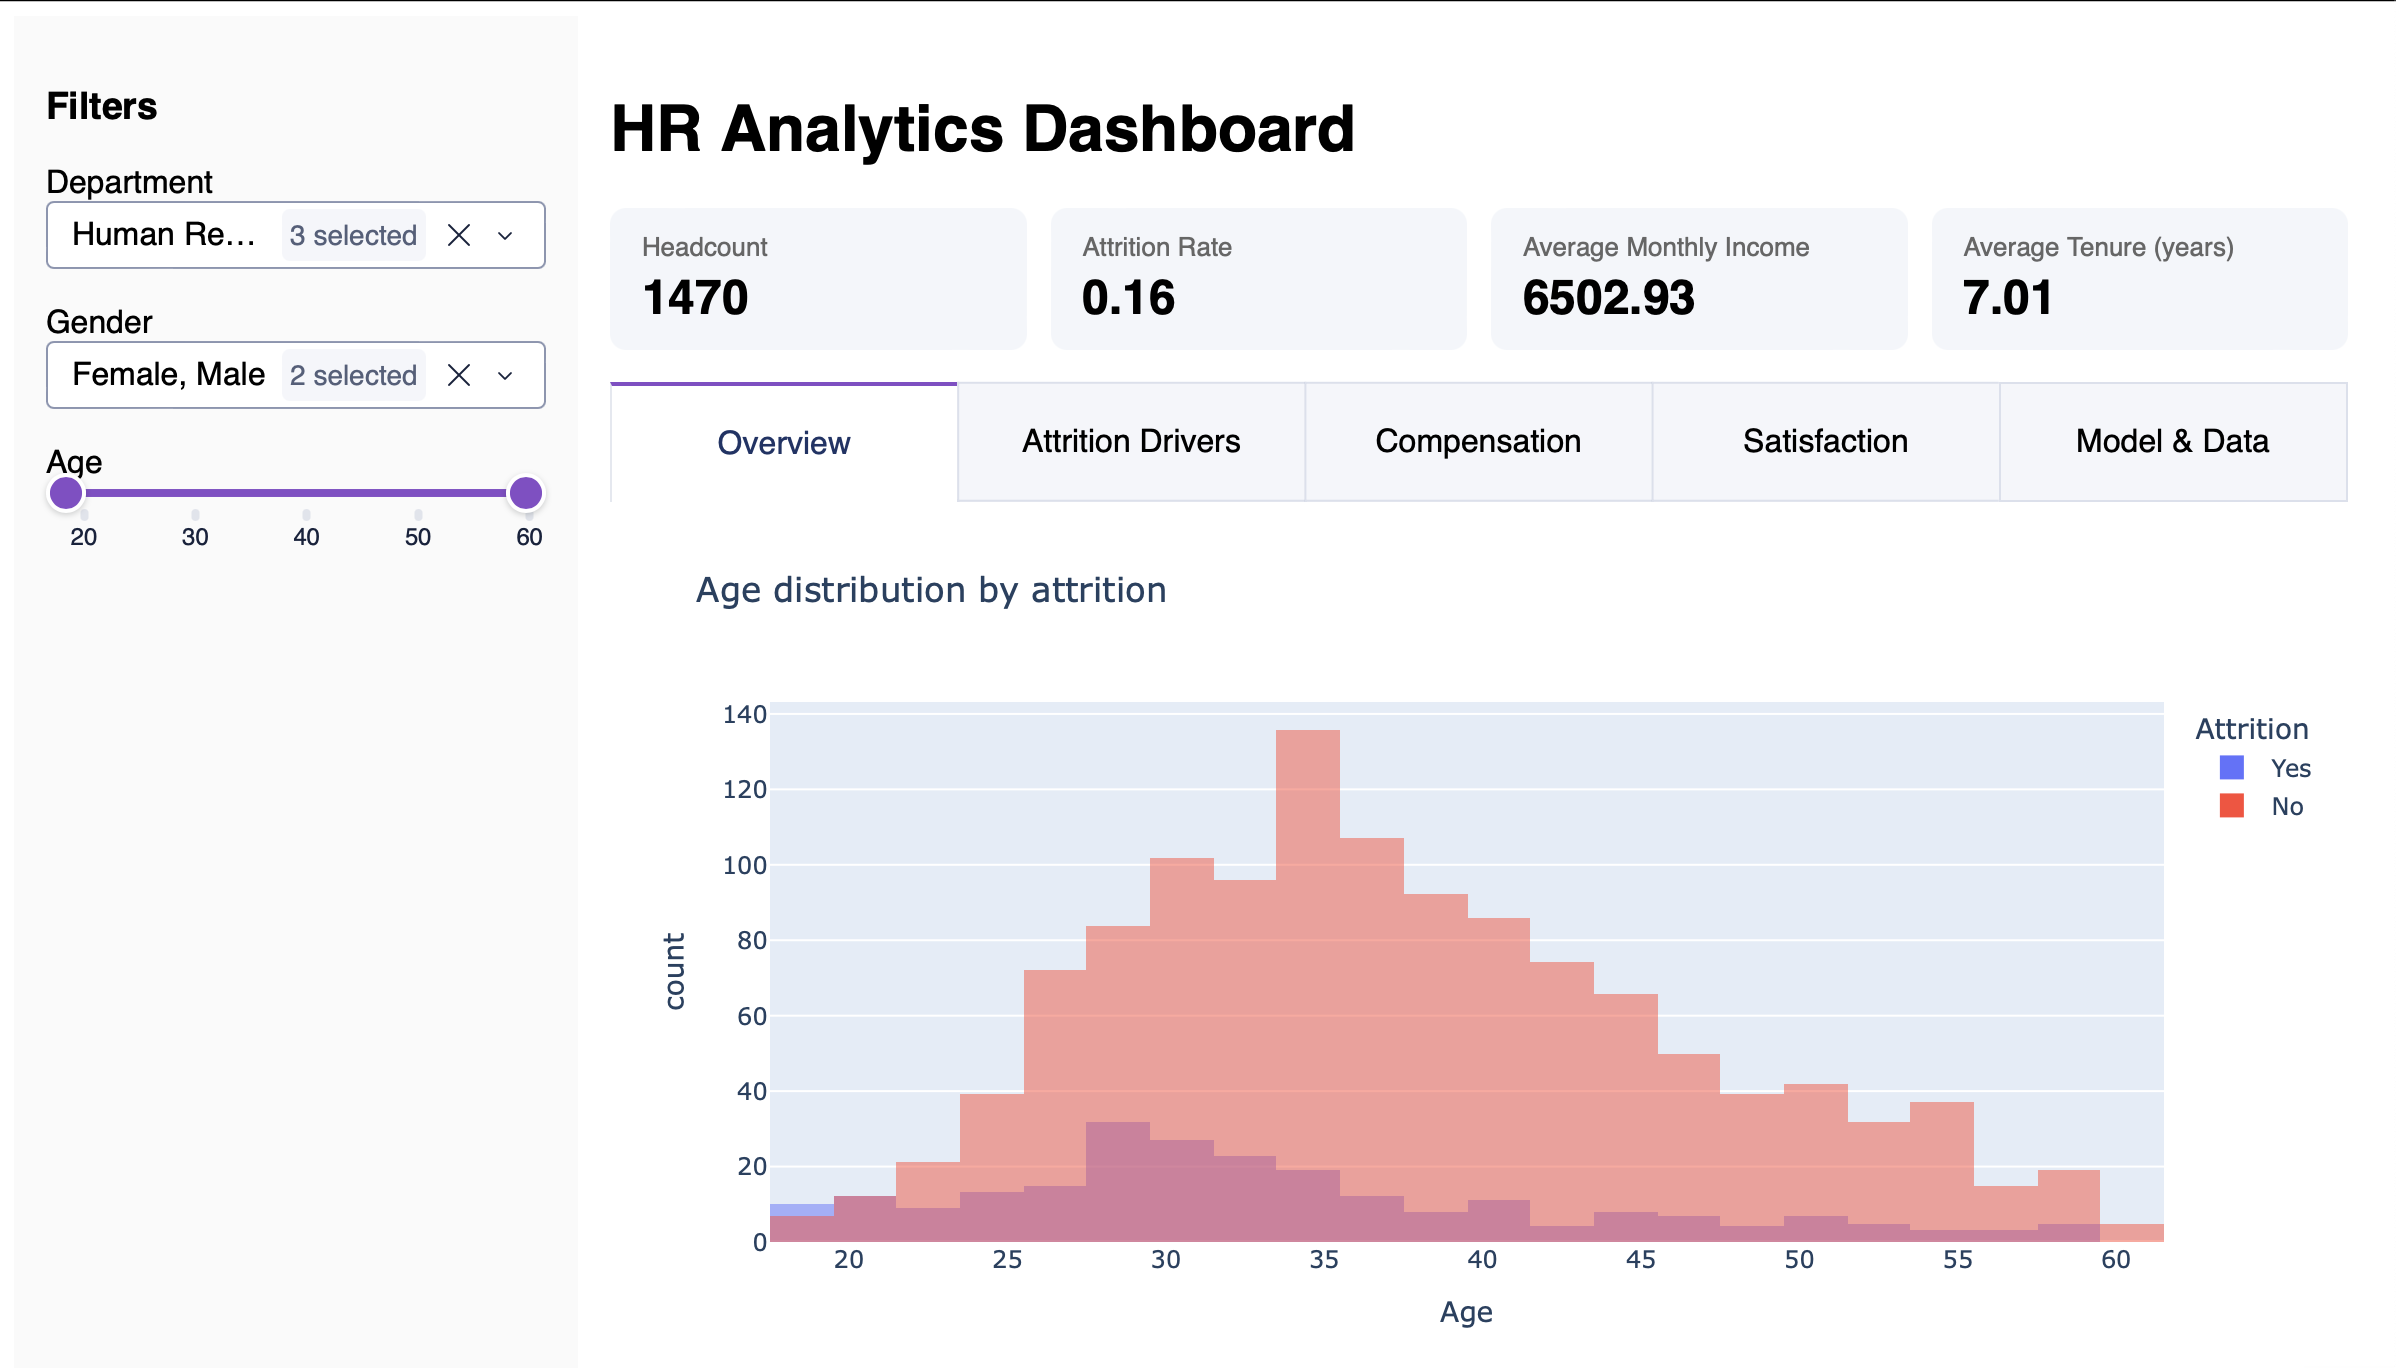 Filters
Department
Human Re... 3 selected
Gender
Female, Male 2 selected
Age
20 30 40 50 60
HR Analytics Dashboard
Headcount
1470
Attrition Rate
0.16
Average Monthly Income
6502.93
Average Tenure (years)
7.01
Overview
Attrition Drivers
Compensation
Satisfaction
Model & Data
Age distribution by attrition
140
120
100
80
60
40
20
0
count
20 25 30 35 40 45 50 55 60
Age
Attrition
Yes
No